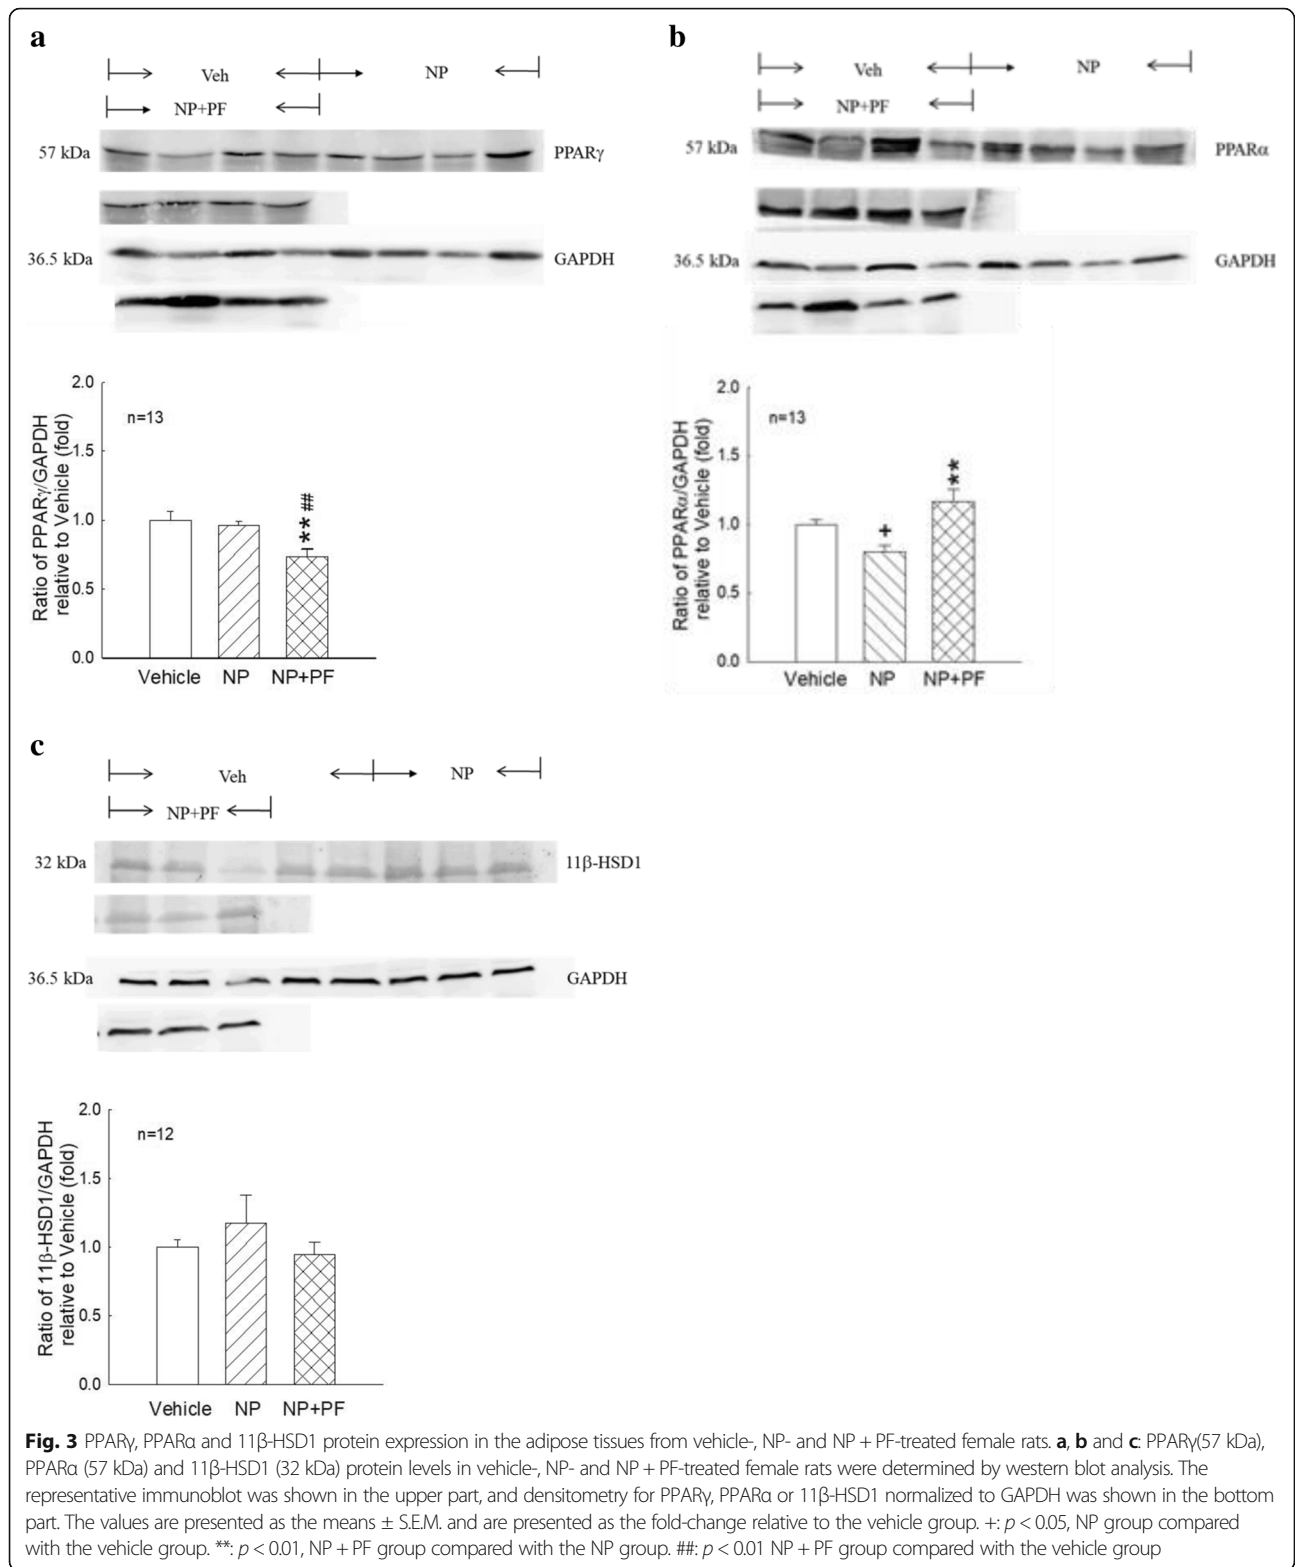 a
Veh
NP
NP+PF
57 kDa
PPARγ
36.5 kDa
GAPDH
Ratio of PPARγ/GAPDH
relative to Vehicle (fold)
2.0
1.5
1.0
0.5
0.0
n=13
** ##
Vehicle NP NP+PF
b
Veh
NP
NP+PF
57 kDa
PPARα
36.5 kDa
GAPDH
Ratio of PPARα/GAPDH
relative to Vehicle (fold)
2.0
1.5
1.0
0.5
0.0
n=13
+
**
Vehicle NP NP+PF
c
Veh
NP
NP+PF
32 kDa
11β-HSD1
36.5 kDa
GAPDH
Ratio of 11β-HSD1/GAPDH
relative to Vehicle (fold)
2.0
1.5
1.0
0.5
0.0
n=12
Vehicle NP NP+PF
Fig. 3 PPARγ, PPARα and 11β-HSD1 protein expression in the adipose tissues from vehicle-, NP- and NP + PF-treated female rats. a, b and c: PPARγ(57 kDa),
PPARα (57 kDa) and 11β-HSD1 (32 kDa) protein levels in vehicle-, NP- and NP + PF-treated female rats were determined by western blot analysis. The
representative immunoblot was shown in the upper part, and densitometry for PPARγ, PPARα or 11β-HSD1 normalized to GAPDH was shown in the bottom
part. The values are presented as the means ± S.E.M. and are presented as the fold-change relative to the vehicle group. +: p < 0.05, NP group compared
with the vehicle group. **: p < 0.01, NP + PF group compared with the NP group. ##: p < 0.01 NP + PF group compared with the vehicle group